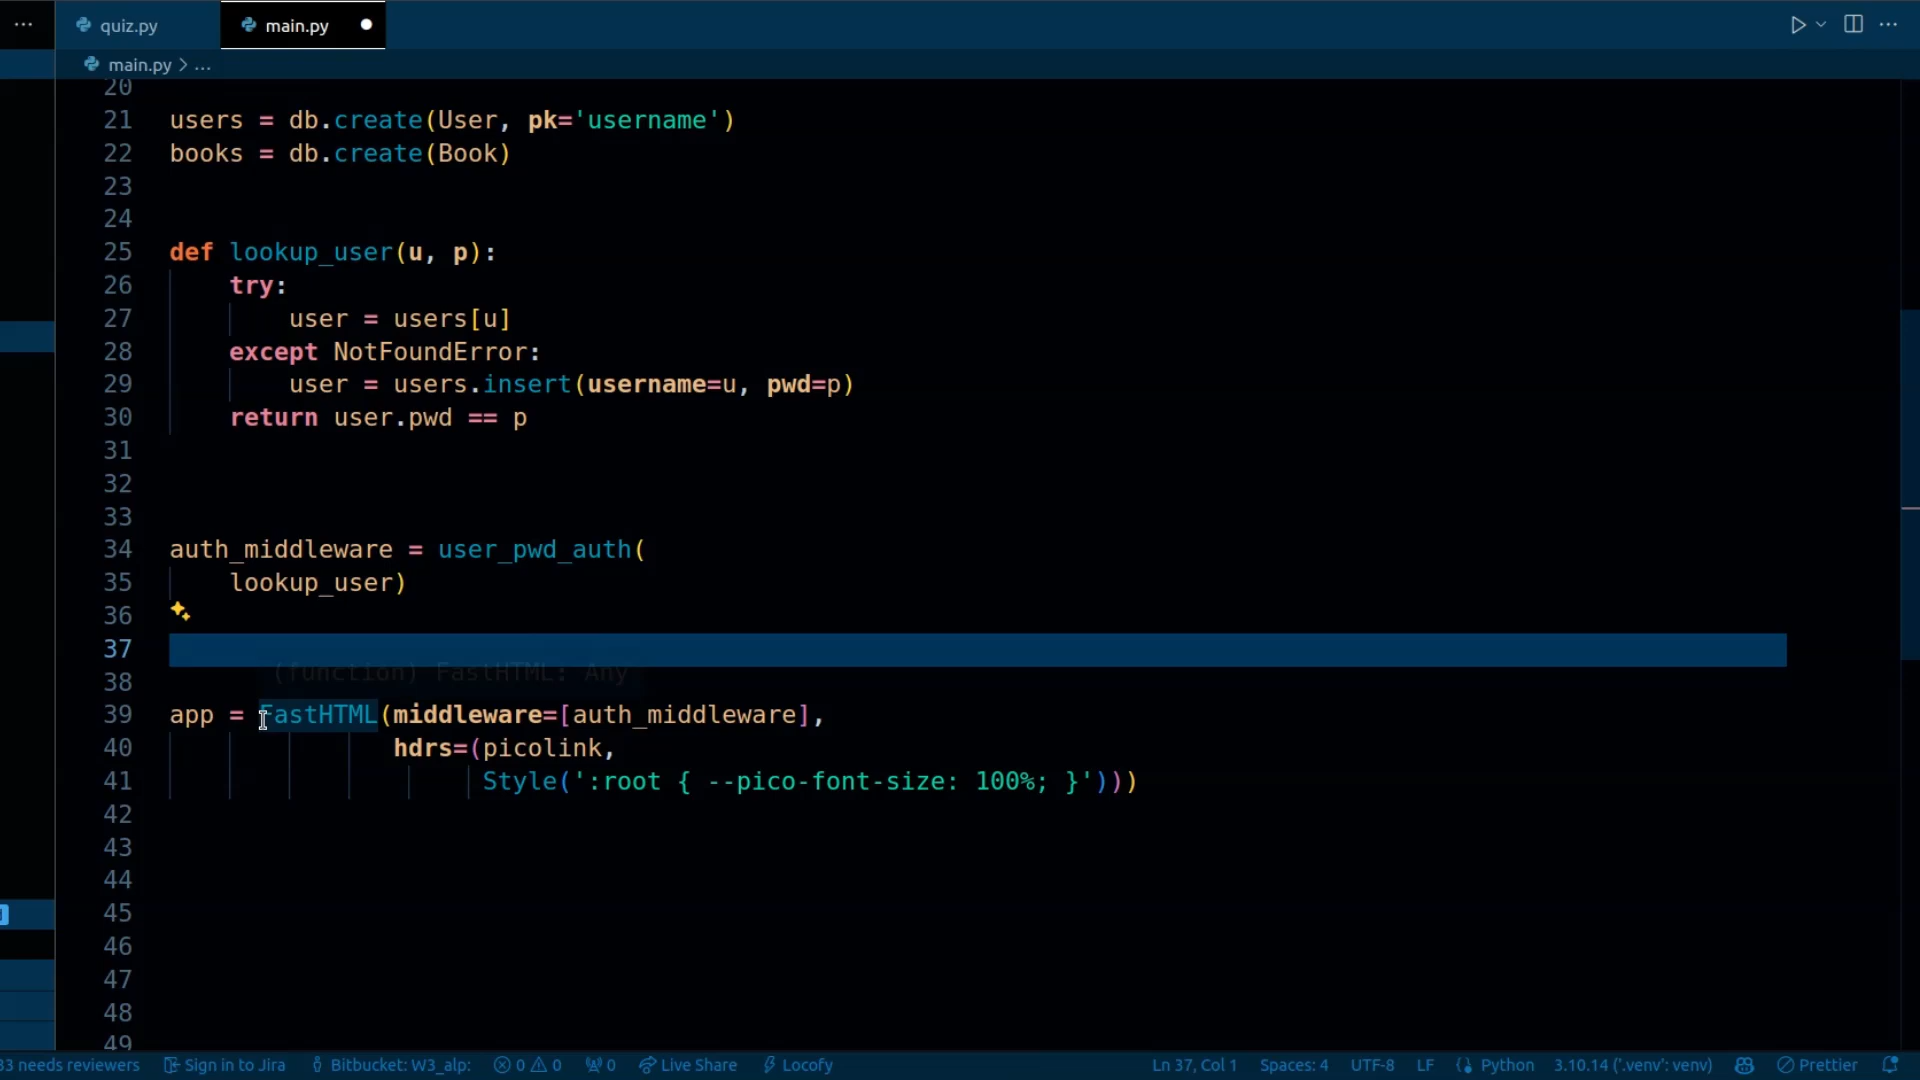 ... quiz.py main.py ...
main.py > ...
20
21 users = db.create(User, pk='username')
22 books = db.create(Book)
23
24
25 def lookup_user(u, p):
26     try:
27         user = users[u]
28     except NotFoundError:
29         user = users.insert(username=u, pwd=p)
30     return user.pwd == p
31
32
33
34 auth_middleware = user_pwd_auth(
35     lookup_user)
36
37
(function) FastHTML: Any
38
39 app = FastHTML(middleware=[auth_middleware],
40                hdrs=(picolink,
41                      Style(':root { --pico-font-size: 100%; }')))
42
43
44
45
46
47
48
49
33 needs reviewers Sign in to Jira Bitbucket: W3_alp: 0 0 0 Live Share Locofy Ln 37, Col 1 Spaces: 4 UTF-8 LF Python 3.10.14 ('.venv': venv) Prettier